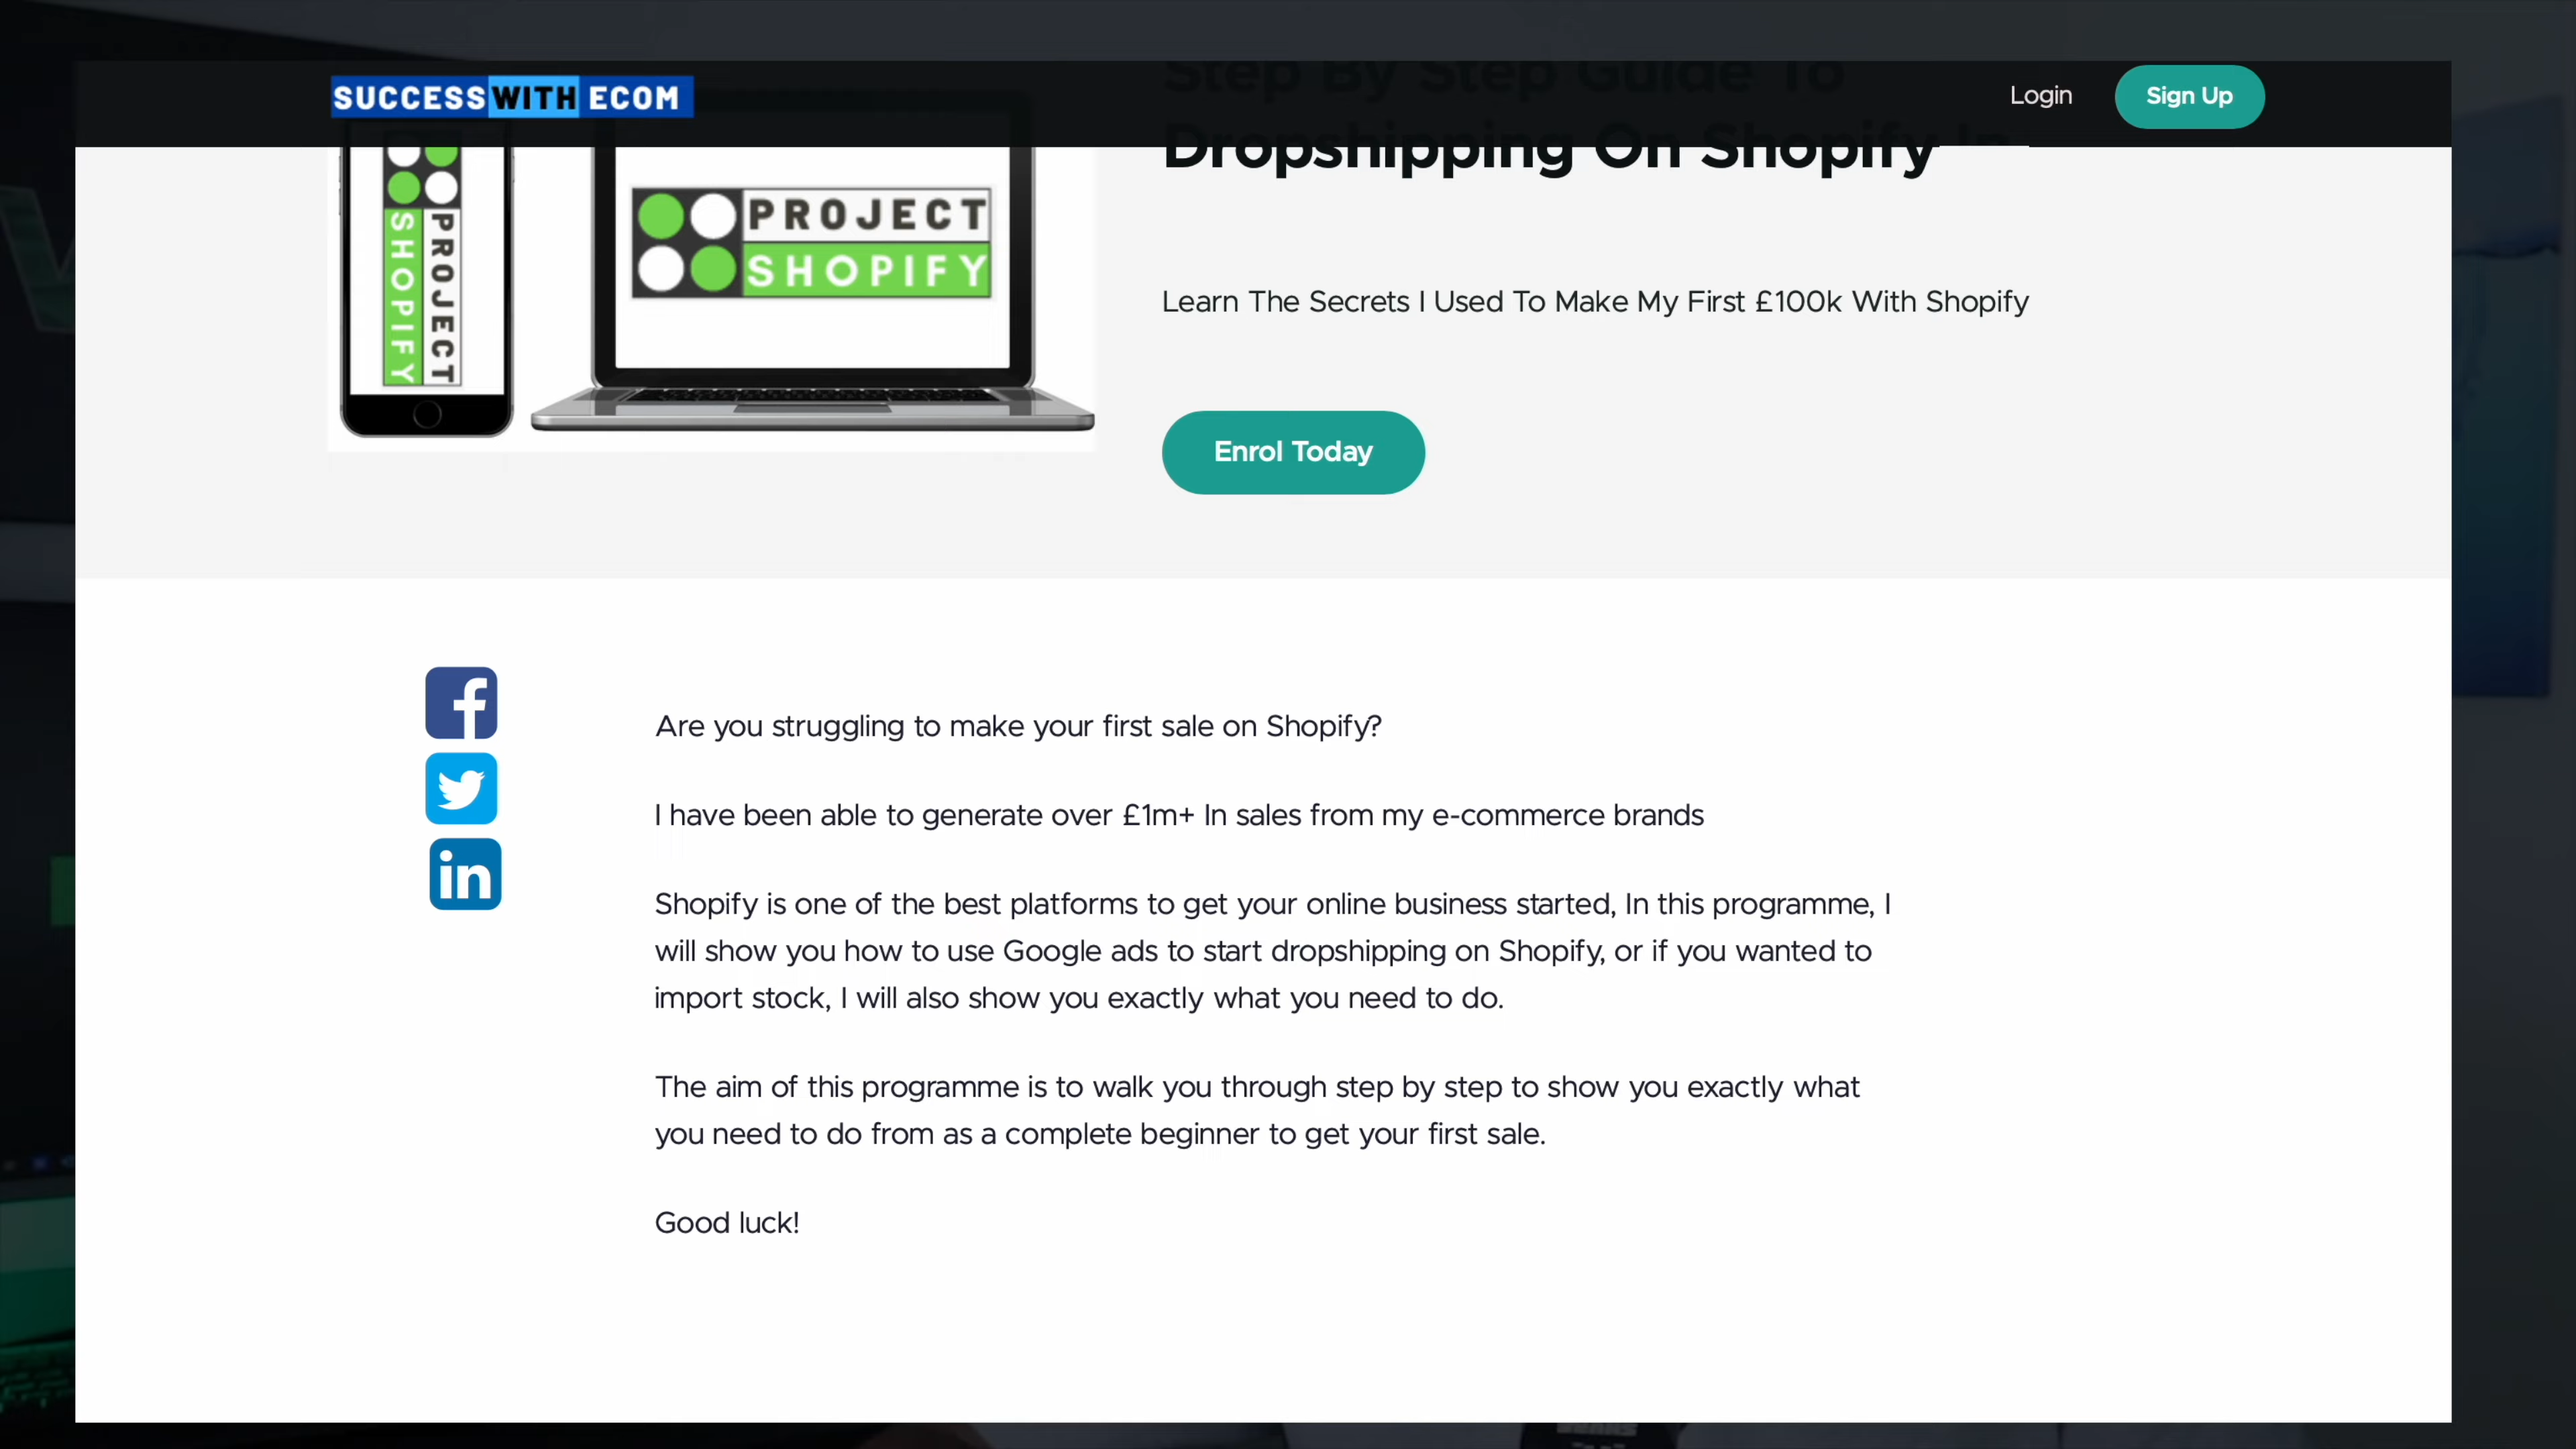 SUCCESS WITH ECOM
Login
Sign Up
Step By Step Guide To
Dropshipping On Shopify In
PROJECT
SHOPIFY
PROJECT
SHOPIFY
Learn The Secrets I Used To Make My First £100k With Shopify
Enrol Today
Are you struggling to make your first sale on Shopify?
I have been able to generate over £1m+ In sales from my e-commerce brands
Shopify is one of the best platforms to get your online business started, In this programme, I
will show you how to use Google ads to start dropshipping on Shopify, or if you wanted to
import stock, I will also show you exactly what you need to do.
The aim of this programme is to walk you through step by step to show you exactly what
you need to do from as a complete beginner to get your first sale.
Good luck!